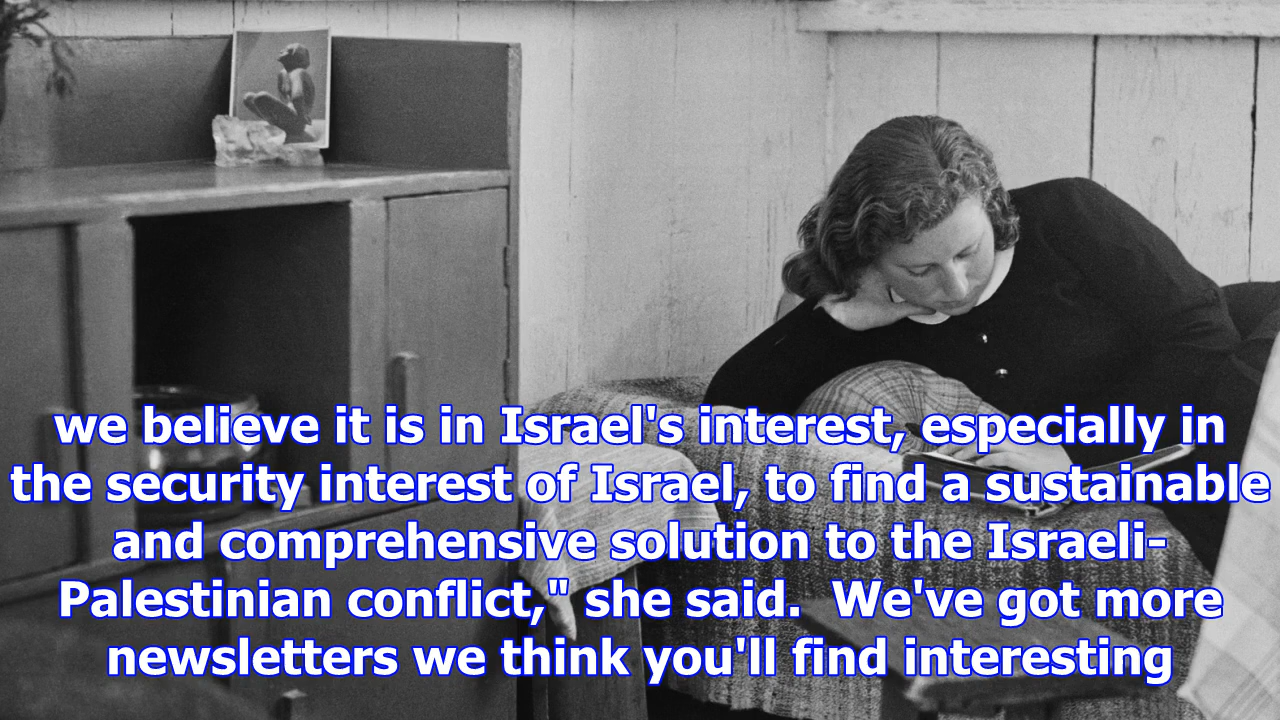 we believe it is in Israel's interest, especially in
the security interest of Israel, to find a sustainable
and comprehensive solution to the Israeli-
Palestinian conflict," she said.  We've got more
newsletters we think you'll find interesting